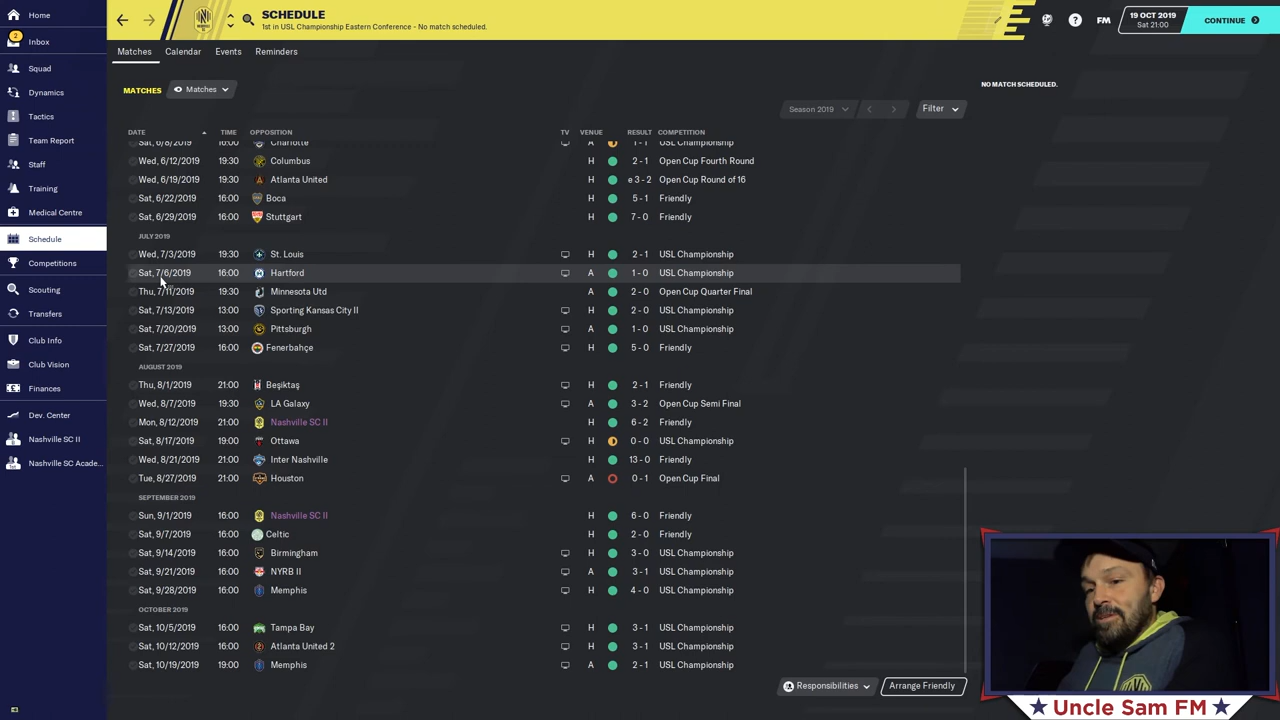 Home
2
Inbox
Squad
Dynamics
Tactics
Team Report
Staff
Training
Medical Centre
Schedule
Competitions
Scouting
Transfers
Club Info
Club Vision
Finances
Dev. Center
Nashville SC II
Nashville SC Acade...
SCHEDULE
1st in USL Championship Eastern Conference - No match scheduled.
? FM 19 OCT 2019 CONTINUE
Sat 21:00
Matches Calendar Events Reminders
MATCHES Matches
Season 2019 Filter
NO MATCH SCHEDULED.
DATE TIME OPPOSITION TV VENUE RESULT COMPETITION
Sat, 6/8/2019 16:00 Charlotte A 1 - 1 USL Championship
Wed, 6/12/2019 19:30 Columbus H 2 - 1 Open Cup Fourth Round
Wed, 6/19/2019 19:30 Atlanta United H e 3 - 2 Open Cup Round of 16
Sat, 6/22/2019 16:00 Boca H 5 - 1 Friendly
Sat, 6/29/2019 16:00 Stuttgart H 7 - 0 Friendly
JULY 2019
Wed, 7/3/2019 19:30 St. Louis H 2 - 1 USL Championship
Sat, 7/6/2019 16:00 Hartford A 1 - 0 USL Championship
Thu, 7/11/2019 19:30 Minnesota Utd A 2 - 0 Open Cup Quarter Final
Sat, 7/13/2019 13:00 Sporting Kansas City II H 2 - 0 USL Championship
Sat, 7/20/2019 13:00 Pittsburgh A 1 - 0 USL Championship
Sat, 7/27/2019 16:00 Fenerbahçe H 5 - 0 Friendly
AUGUST 2019
Thu, 8/1/2019 21:00 Beşiktaş H 2 - 1 Friendly
Wed, 8/7/2019 19:30 LA Galaxy H 3 - 2 Open Cup Semi Final
Mon, 8/12/2019 21:00 Nashville SC II H 6 - 2 Friendly
Sat, 8/17/2019 19:00 Ottawa H 0 - 0 USL Championship
Wed, 8/21/2019 21:00 Inter Nashville H 13 - 0 Friendly
Tue, 8/27/2019 21:00 Houston A 0 - 1 Open Cup Final
SEPTEMBER 2019
Sun, 9/1/2019 16:00 Nashville SC II H 6 - 0 Friendly
Sat, 9/7/2019 16:00 Celtic H 2 - 0 Friendly
Sat, 9/14/2019 16:00 Birmingham H 3 - 0 USL Championship
Sat, 9/21/2019 16:00 NYRB II A 3 - 1 USL Championship
Sat, 9/28/2019 16:00 Memphis H 4 - 0 USL Championship
OCTOBER 2019
Sat, 10/5/2019 16:00 Tampa Bay H 3 - 1 USL Championship
Sat, 10/12/2019 16:00 Atlanta United 2 H 3 - 1 USL Championship
Sat, 10/19/2019 19:00 Memphis A 2 - 1 USL Championship
Responsibilities Arrange Friendly
Uncle Sam FM